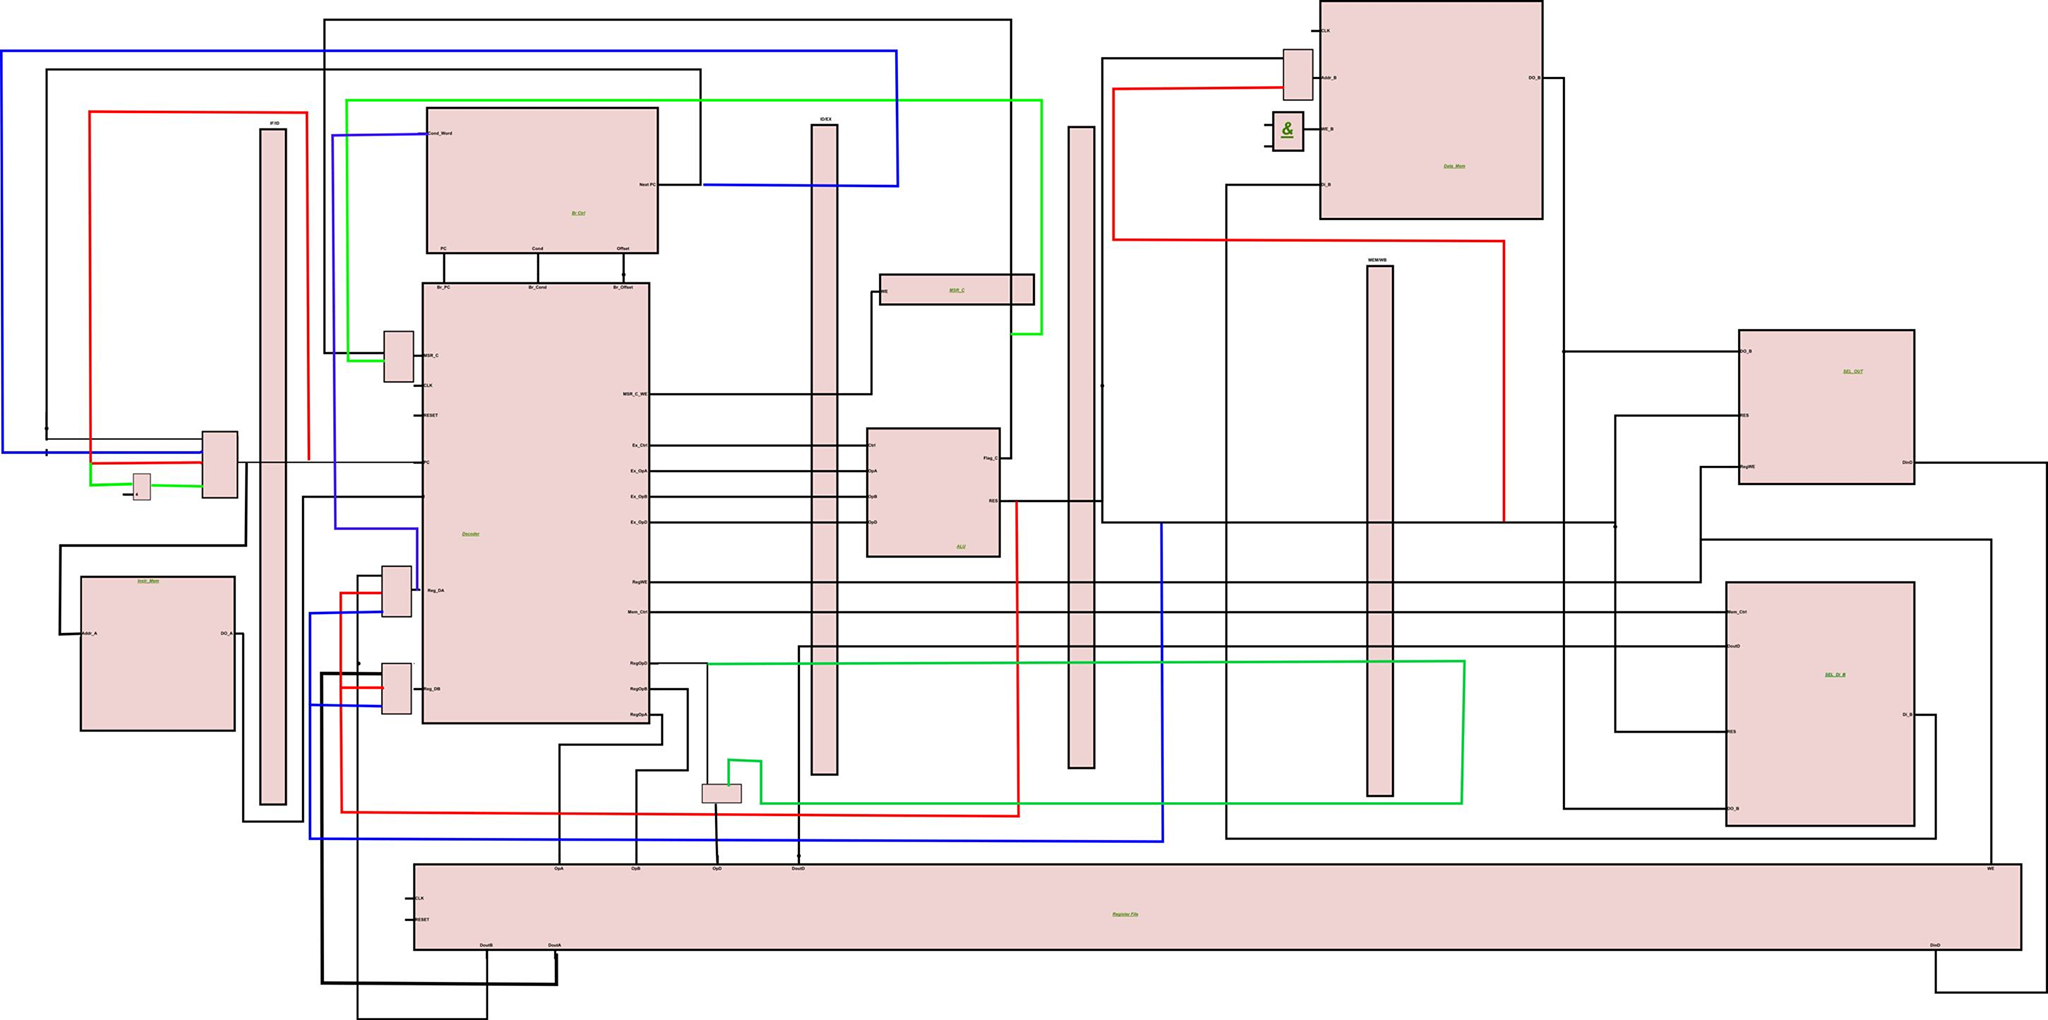 CLK
Addr_B
DO_B
&
WE_B
Data_Mem
Di_B
IF/ID
Cond_Word
Next PC
Br Ctrl
PC
Cond
Offset
ID/EX
MEM/WB
Br_PC
Br_Cond
Br_Offset
WE
MSR_C
MSR_C
CLK
RESET
PC
Decoder
Reg_DA
Reg_DB
MSR_C_WE
Ex_Ctrl
Ex_OpA
Ex_OpB
Ex_OpD
RegWE
Mem_Ctrl
RegOpD
RegOpB
RegOpA
Ctrl
OpA
OpB
OpD
Flag_C
RES
ALU
DO_B
SEL_OUT
RES
RegWE
DinD
4
Instr_Mem
Addr_A
DO_A
Mem_Ctrl
DoutD
SEL_Di_B
Di_B
RES
DO_B
OpA
OpB
OpD
DoutD
WE
CLK
RESET
Register File
DoutB
DoutA
DinD